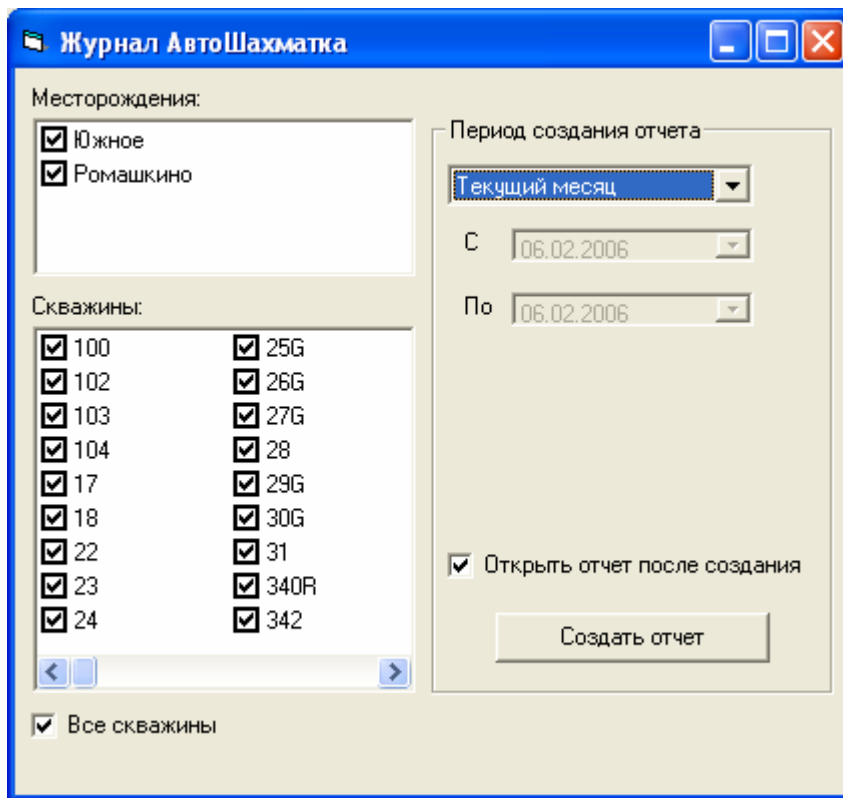 Журнал АвтоШахматка
Месторождения:
Южное
Ромашкино
Скважины:
100 25G
102 26G
103 27G
104 28
17 29G
18 30G
22 31
23 340R
24 342
Все скважины
Период создания отчета
Текущий месяц
С 06.02.2006
По 06.02.2006
Открыть отчет после создания
Создать отчет